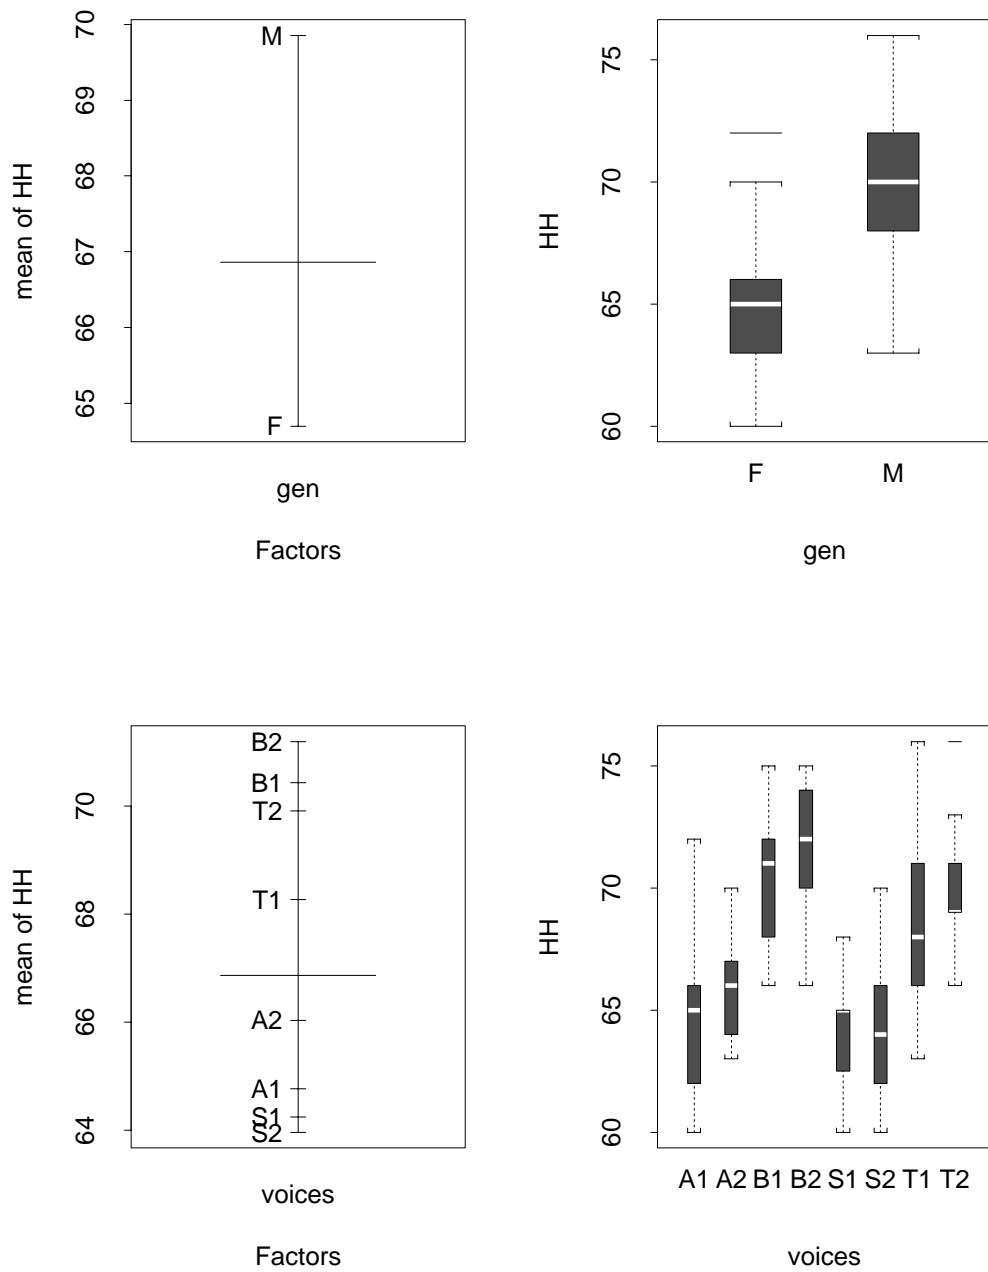 mean of HH
70
69
68
67
66
65
M
F
gen
Factors
HH
75
70
65
60
F M
gen
mean of HH
70
68
66
64
B2
B1
T2
T1
A2
A1
S1
S2
voices
Factors
HH
75
70
65
60
A1 A2 B1 B2 S1 S2 T1 T2
voices